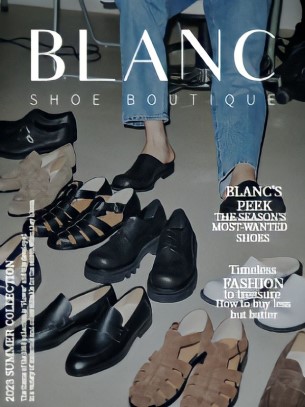 BLANC
SHOE BOUTIQUE
BLANC'S
PEEK
THE SEASON'S
MOST-WANTED
SHOES
Timeless
FASHION
to treasure
How to buy less
but butter
2023 SUMMER COLLECTION